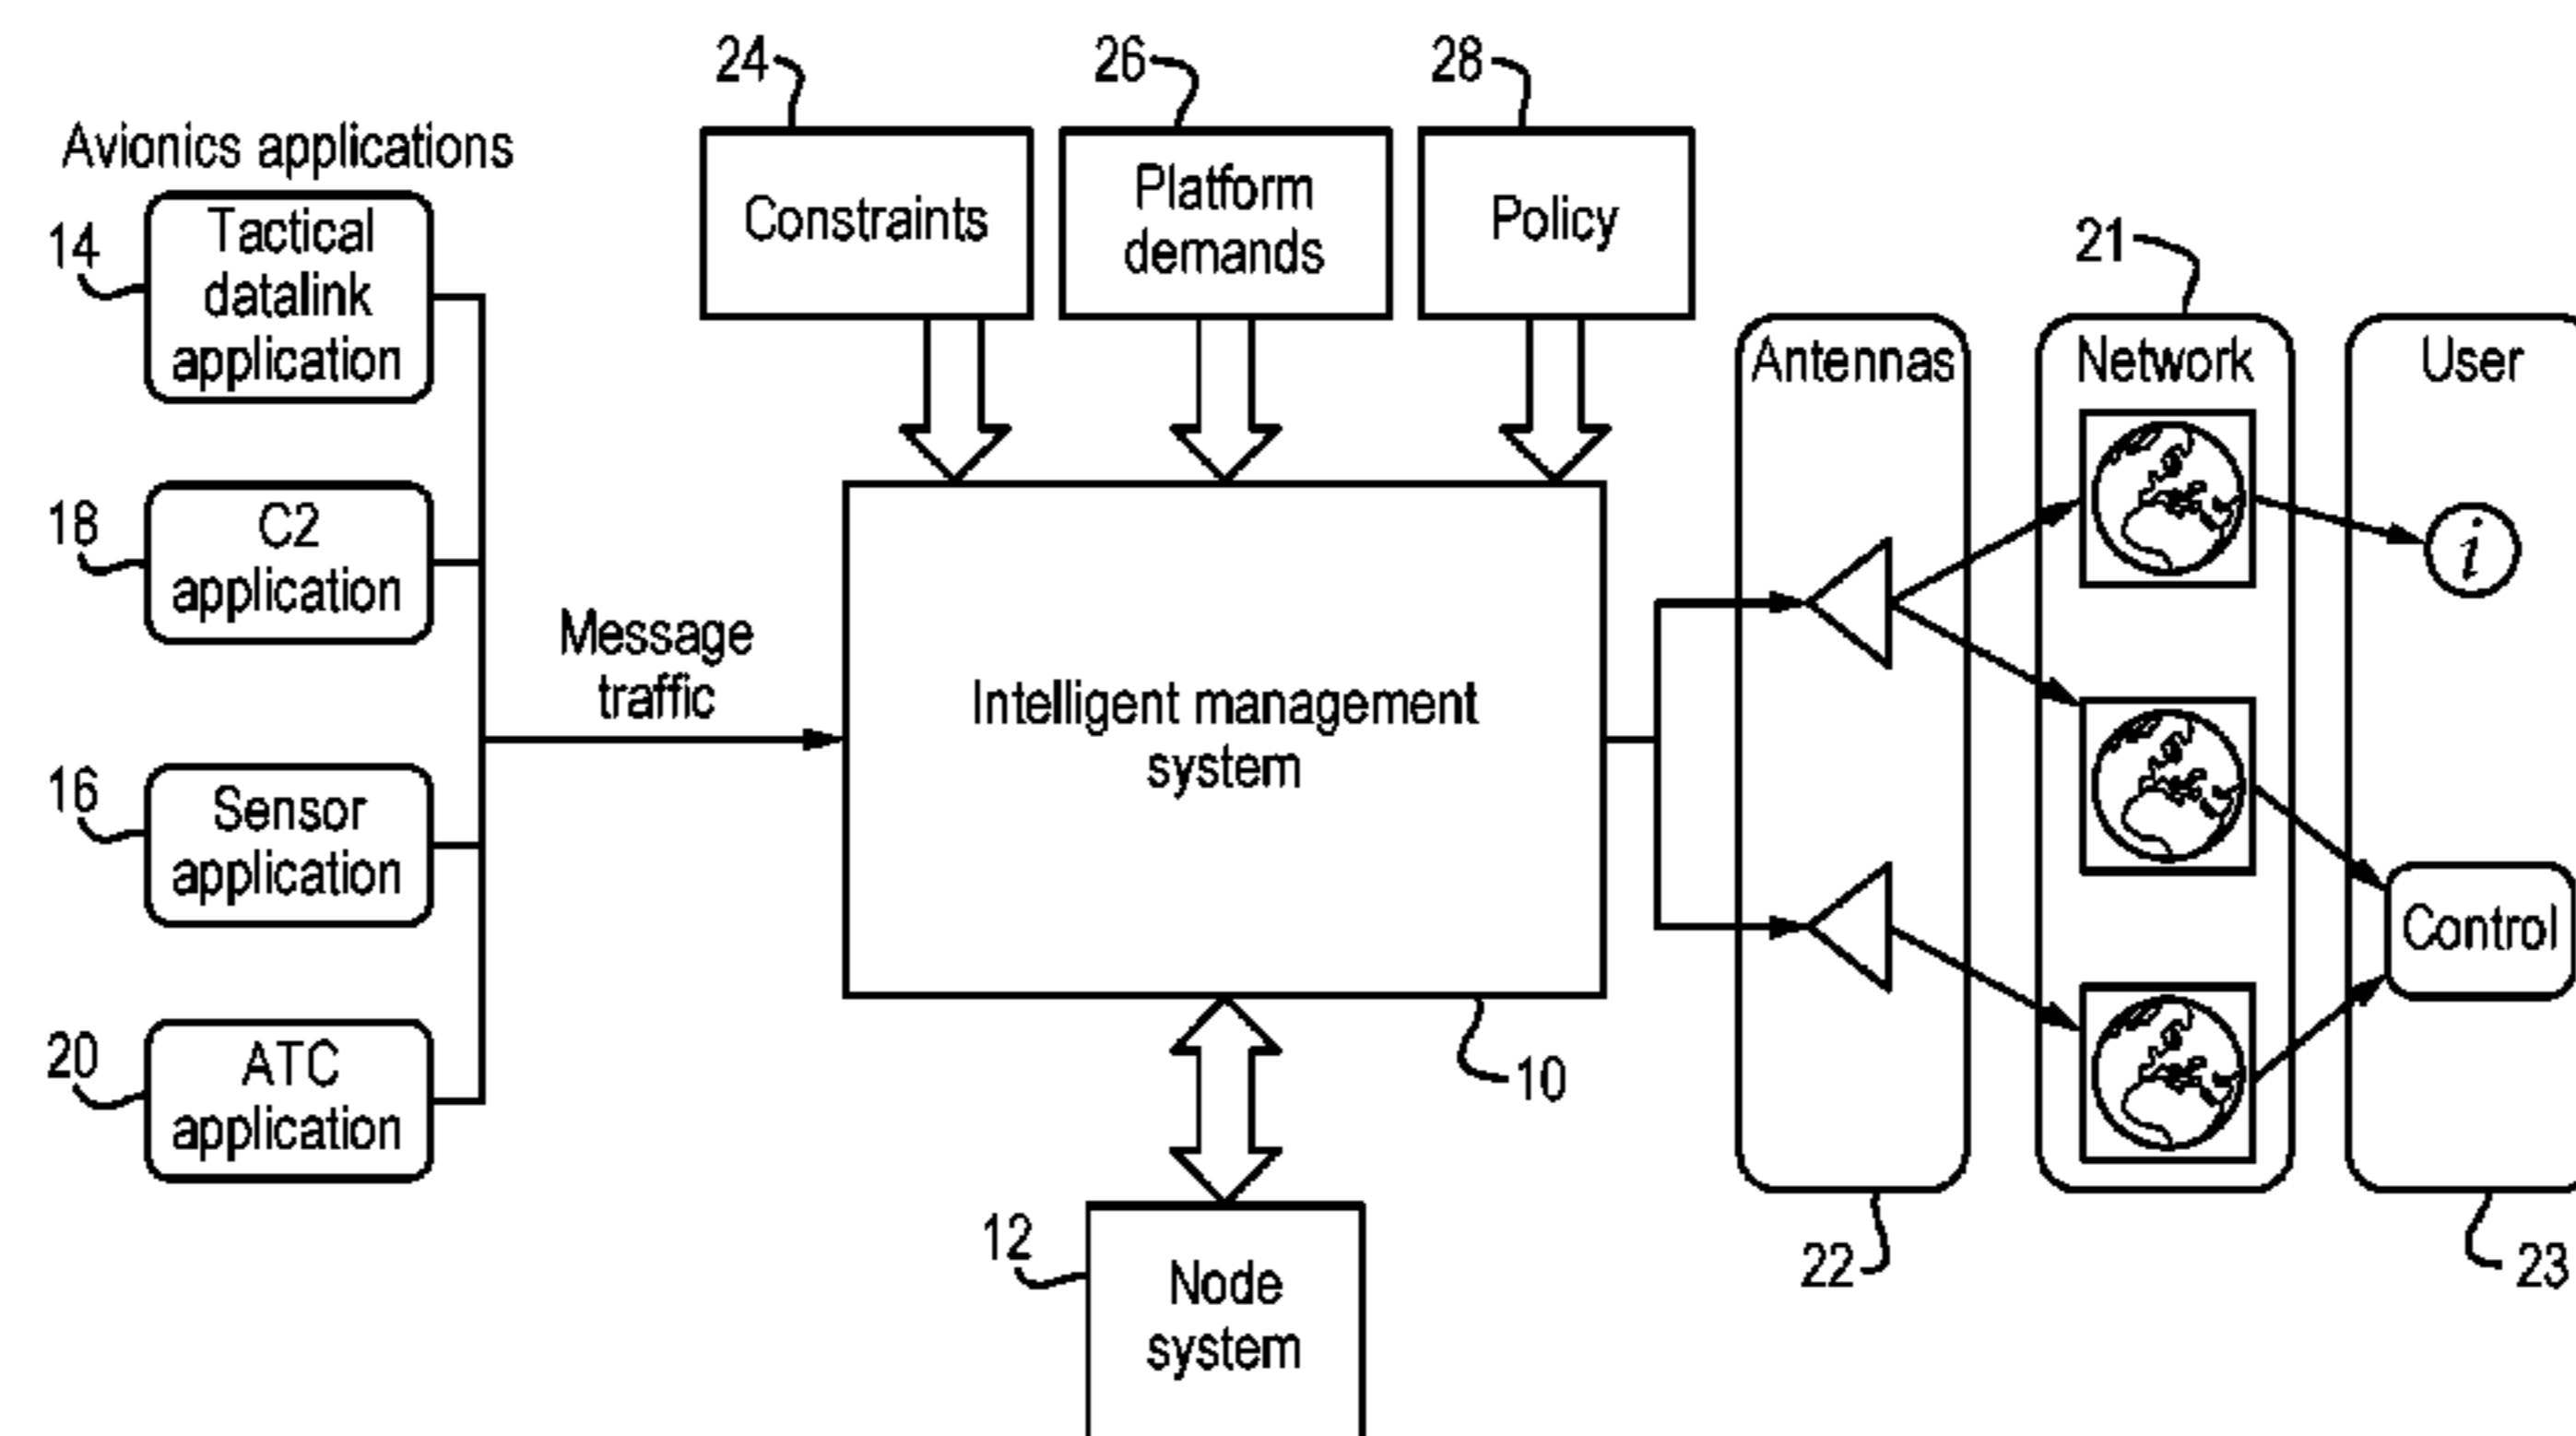 24
26
28
Avionics applications
Constraints
Platform
demands
Policy
14
Tactical
datalink
application
21
Antennas
Network
User
18
C2
application
i
Message
traffic
Intelligent management
system
16
Sensor
application
Control
20
ATC
application
10
12
Node
system
22
23